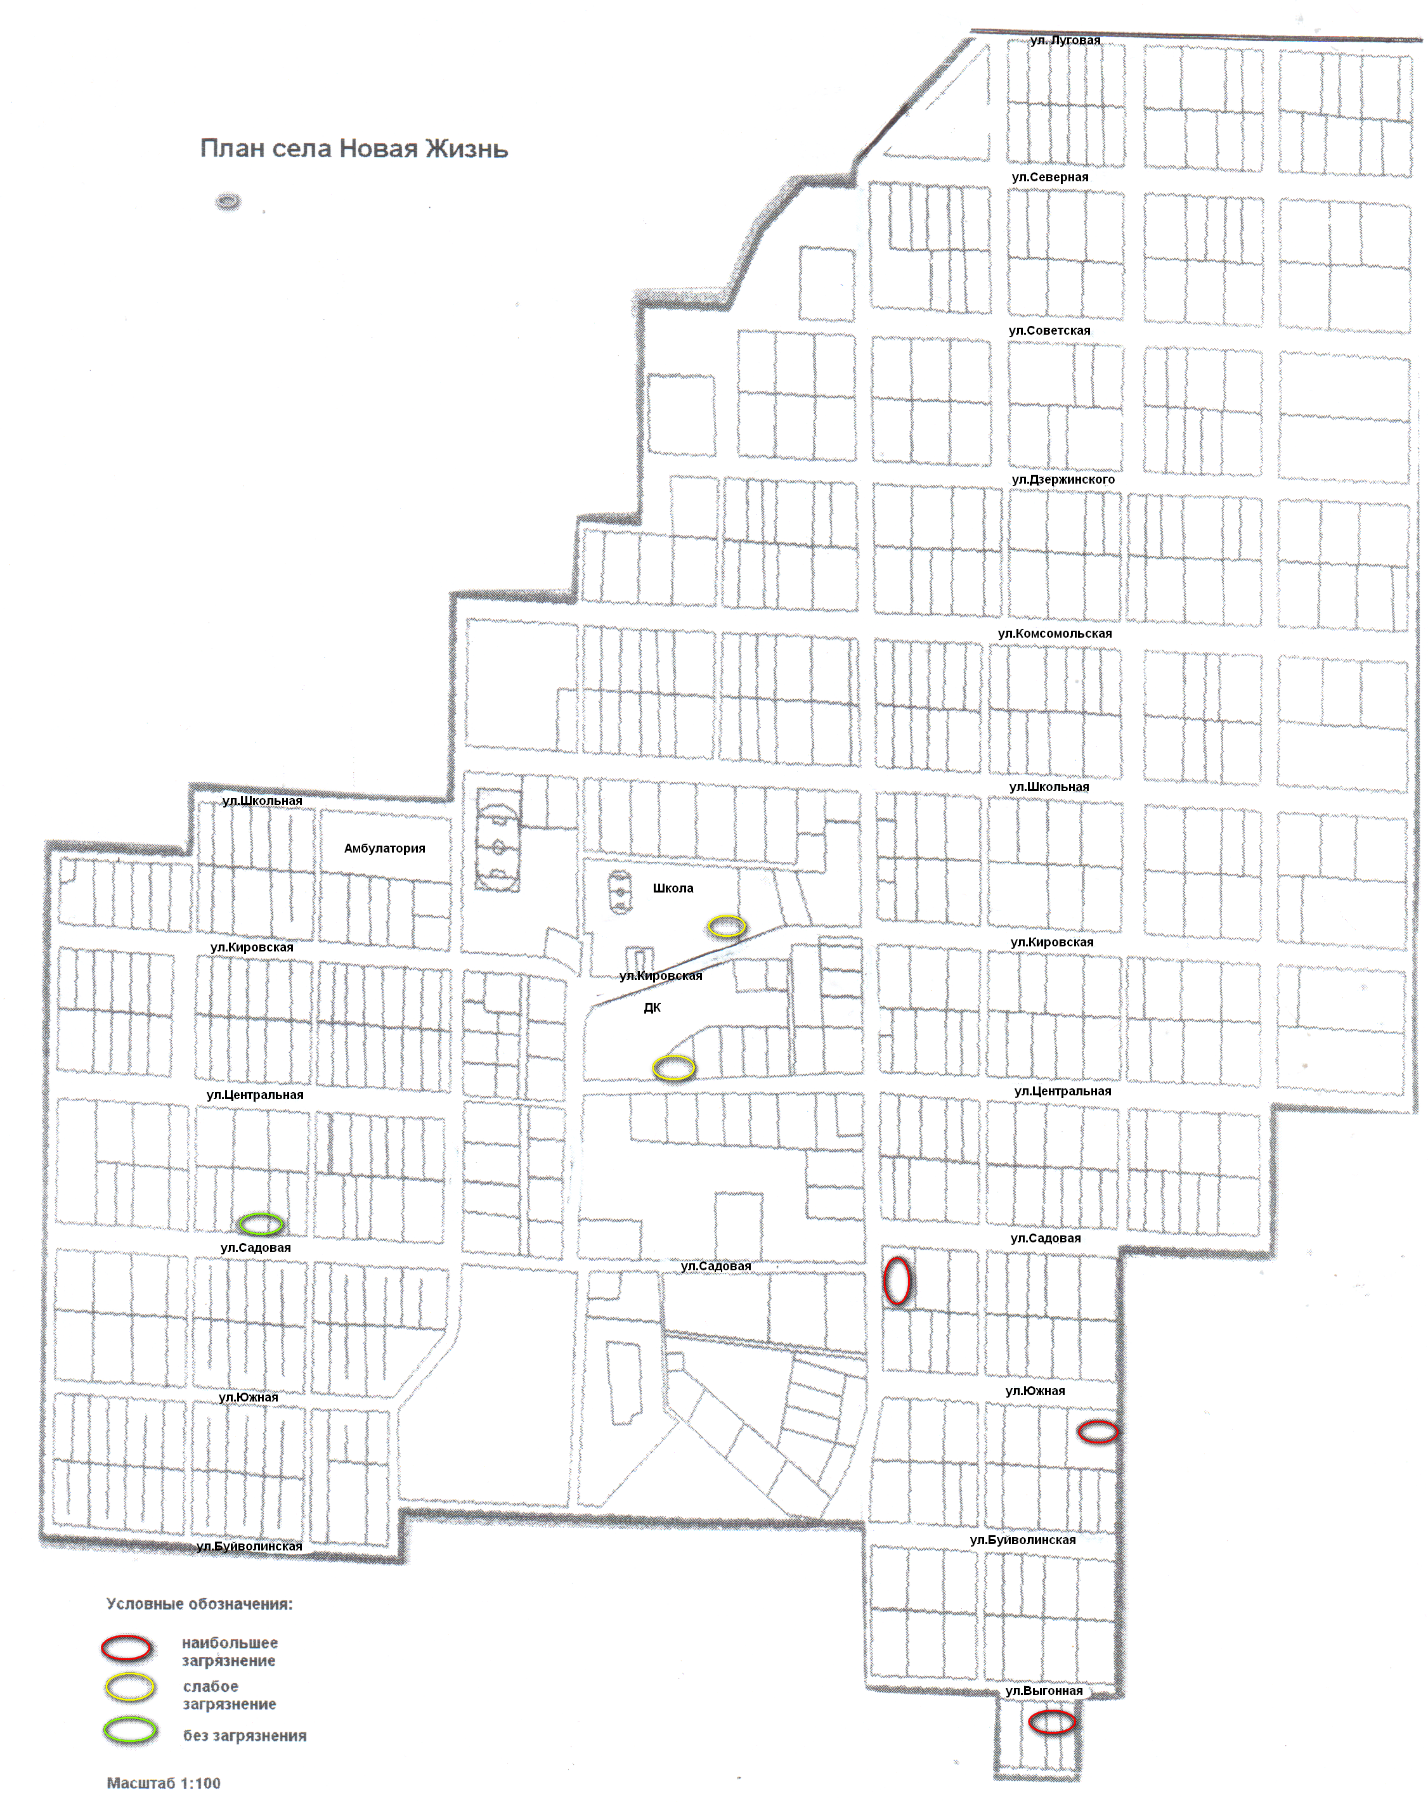 ул. Луговая
План села Новая Жизнь
ул.Северная
ул.Советская
ул.Дзержинского
ул.Комсомольская
ул.Школьная
ул.Школьная
Амбулатория
Школа
ул.Кировская
ул.Кировская
ул.Кировская
ДК
ул.Центральная
ул.Центральная
ул.Садовая
ул.Садовая
ул.Садовая
ул.Южная
ул.Южная
ул.Буйволинская
ул.Буйволинская
Условные обозначения:
наибольшее
загрязнение
слабое
загрязнение
без загрязнения
ул.Выгонная
Масштаб 1:100